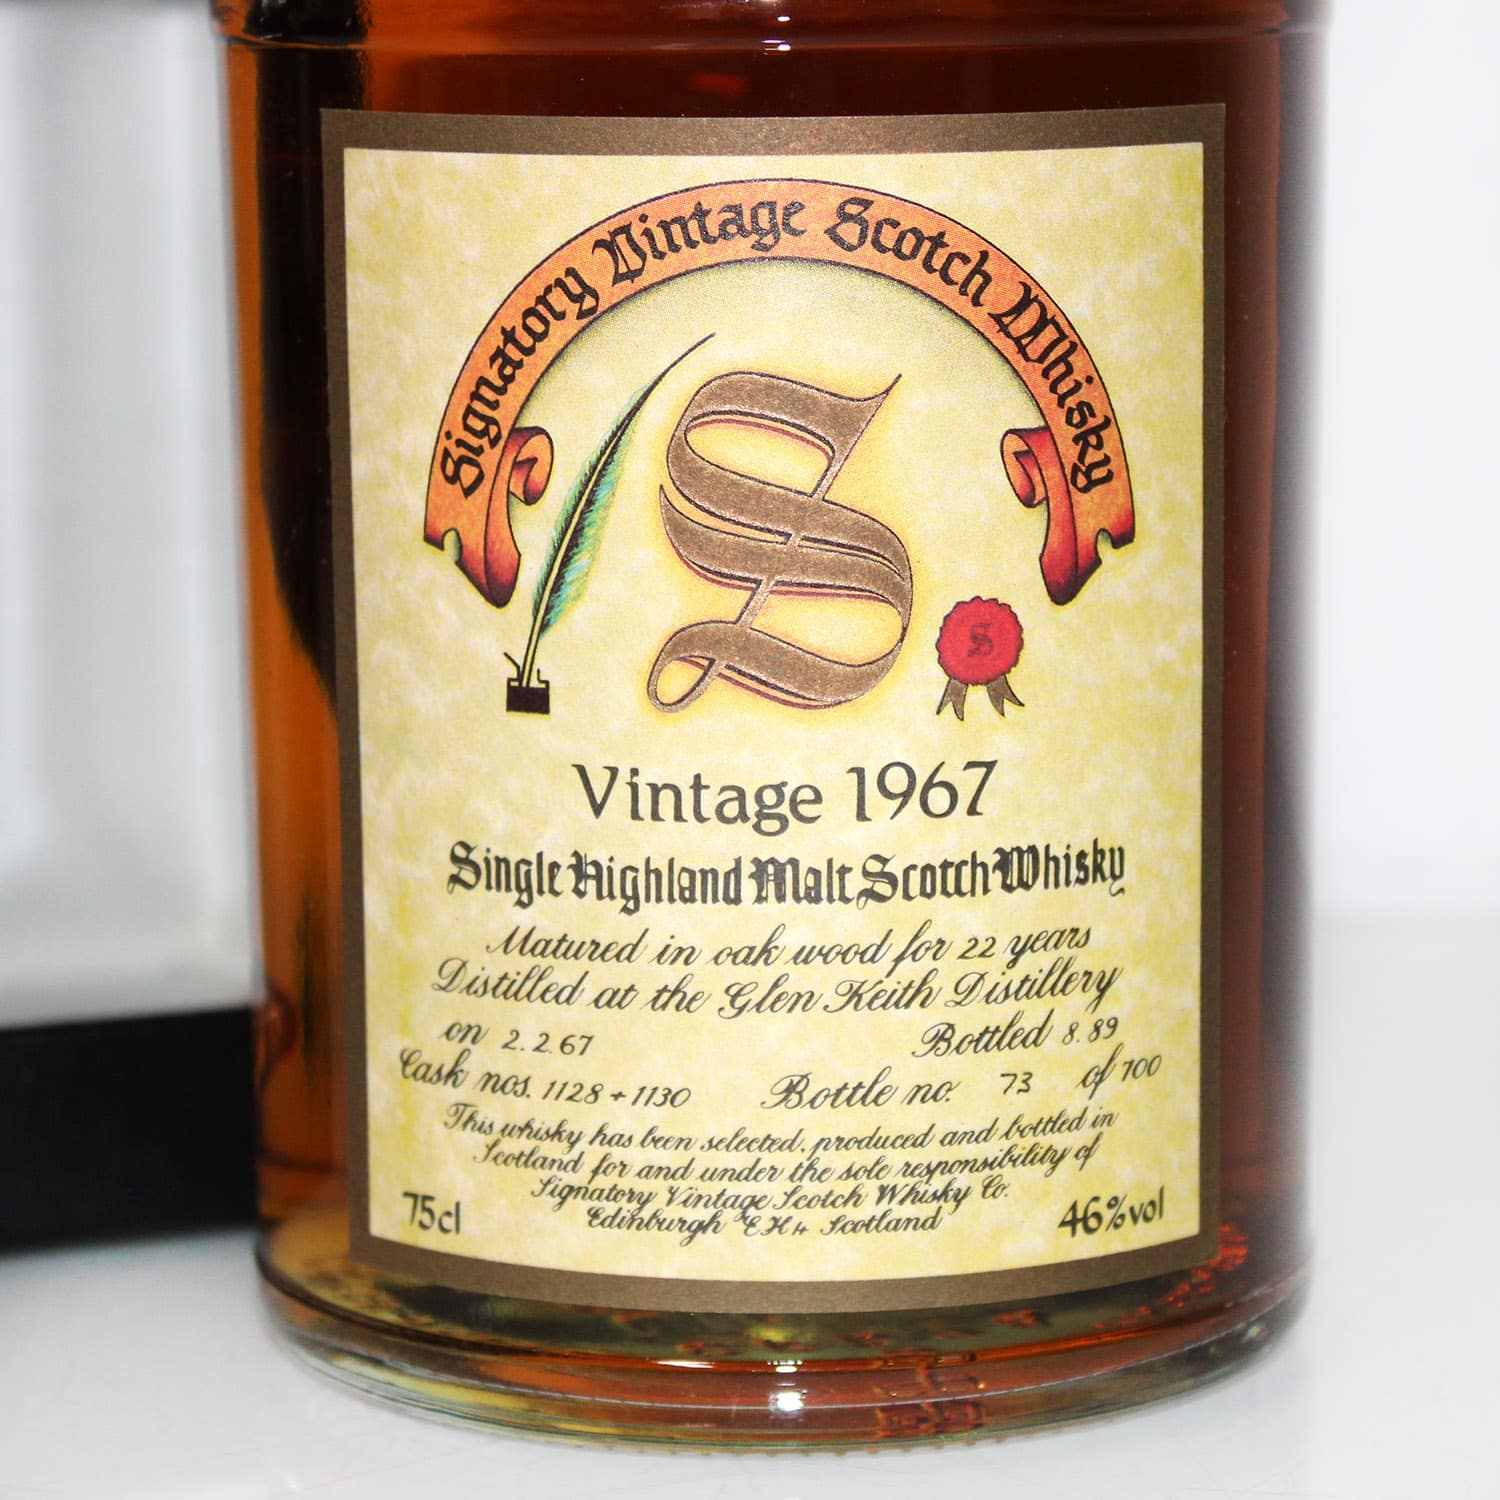 Signatory Vintage Scotch Whisky
S
S
Vintage 1967
Single Highland Malt Scotch Whisky
Matured in oak wood for 22 years
Distilled at the Glen Keith Distillery
on 2.2.67 Bottled 8.89
Cask nos. 1128 + 1130 Bottle no. 73 of 700
This whisky has been selected, produced and bottled in
Scotland for and under the sole responsibility of
Signatory Vintage Scotch Whisky Co.
Edinburgh EH4 Scotland
75cl 46%vol